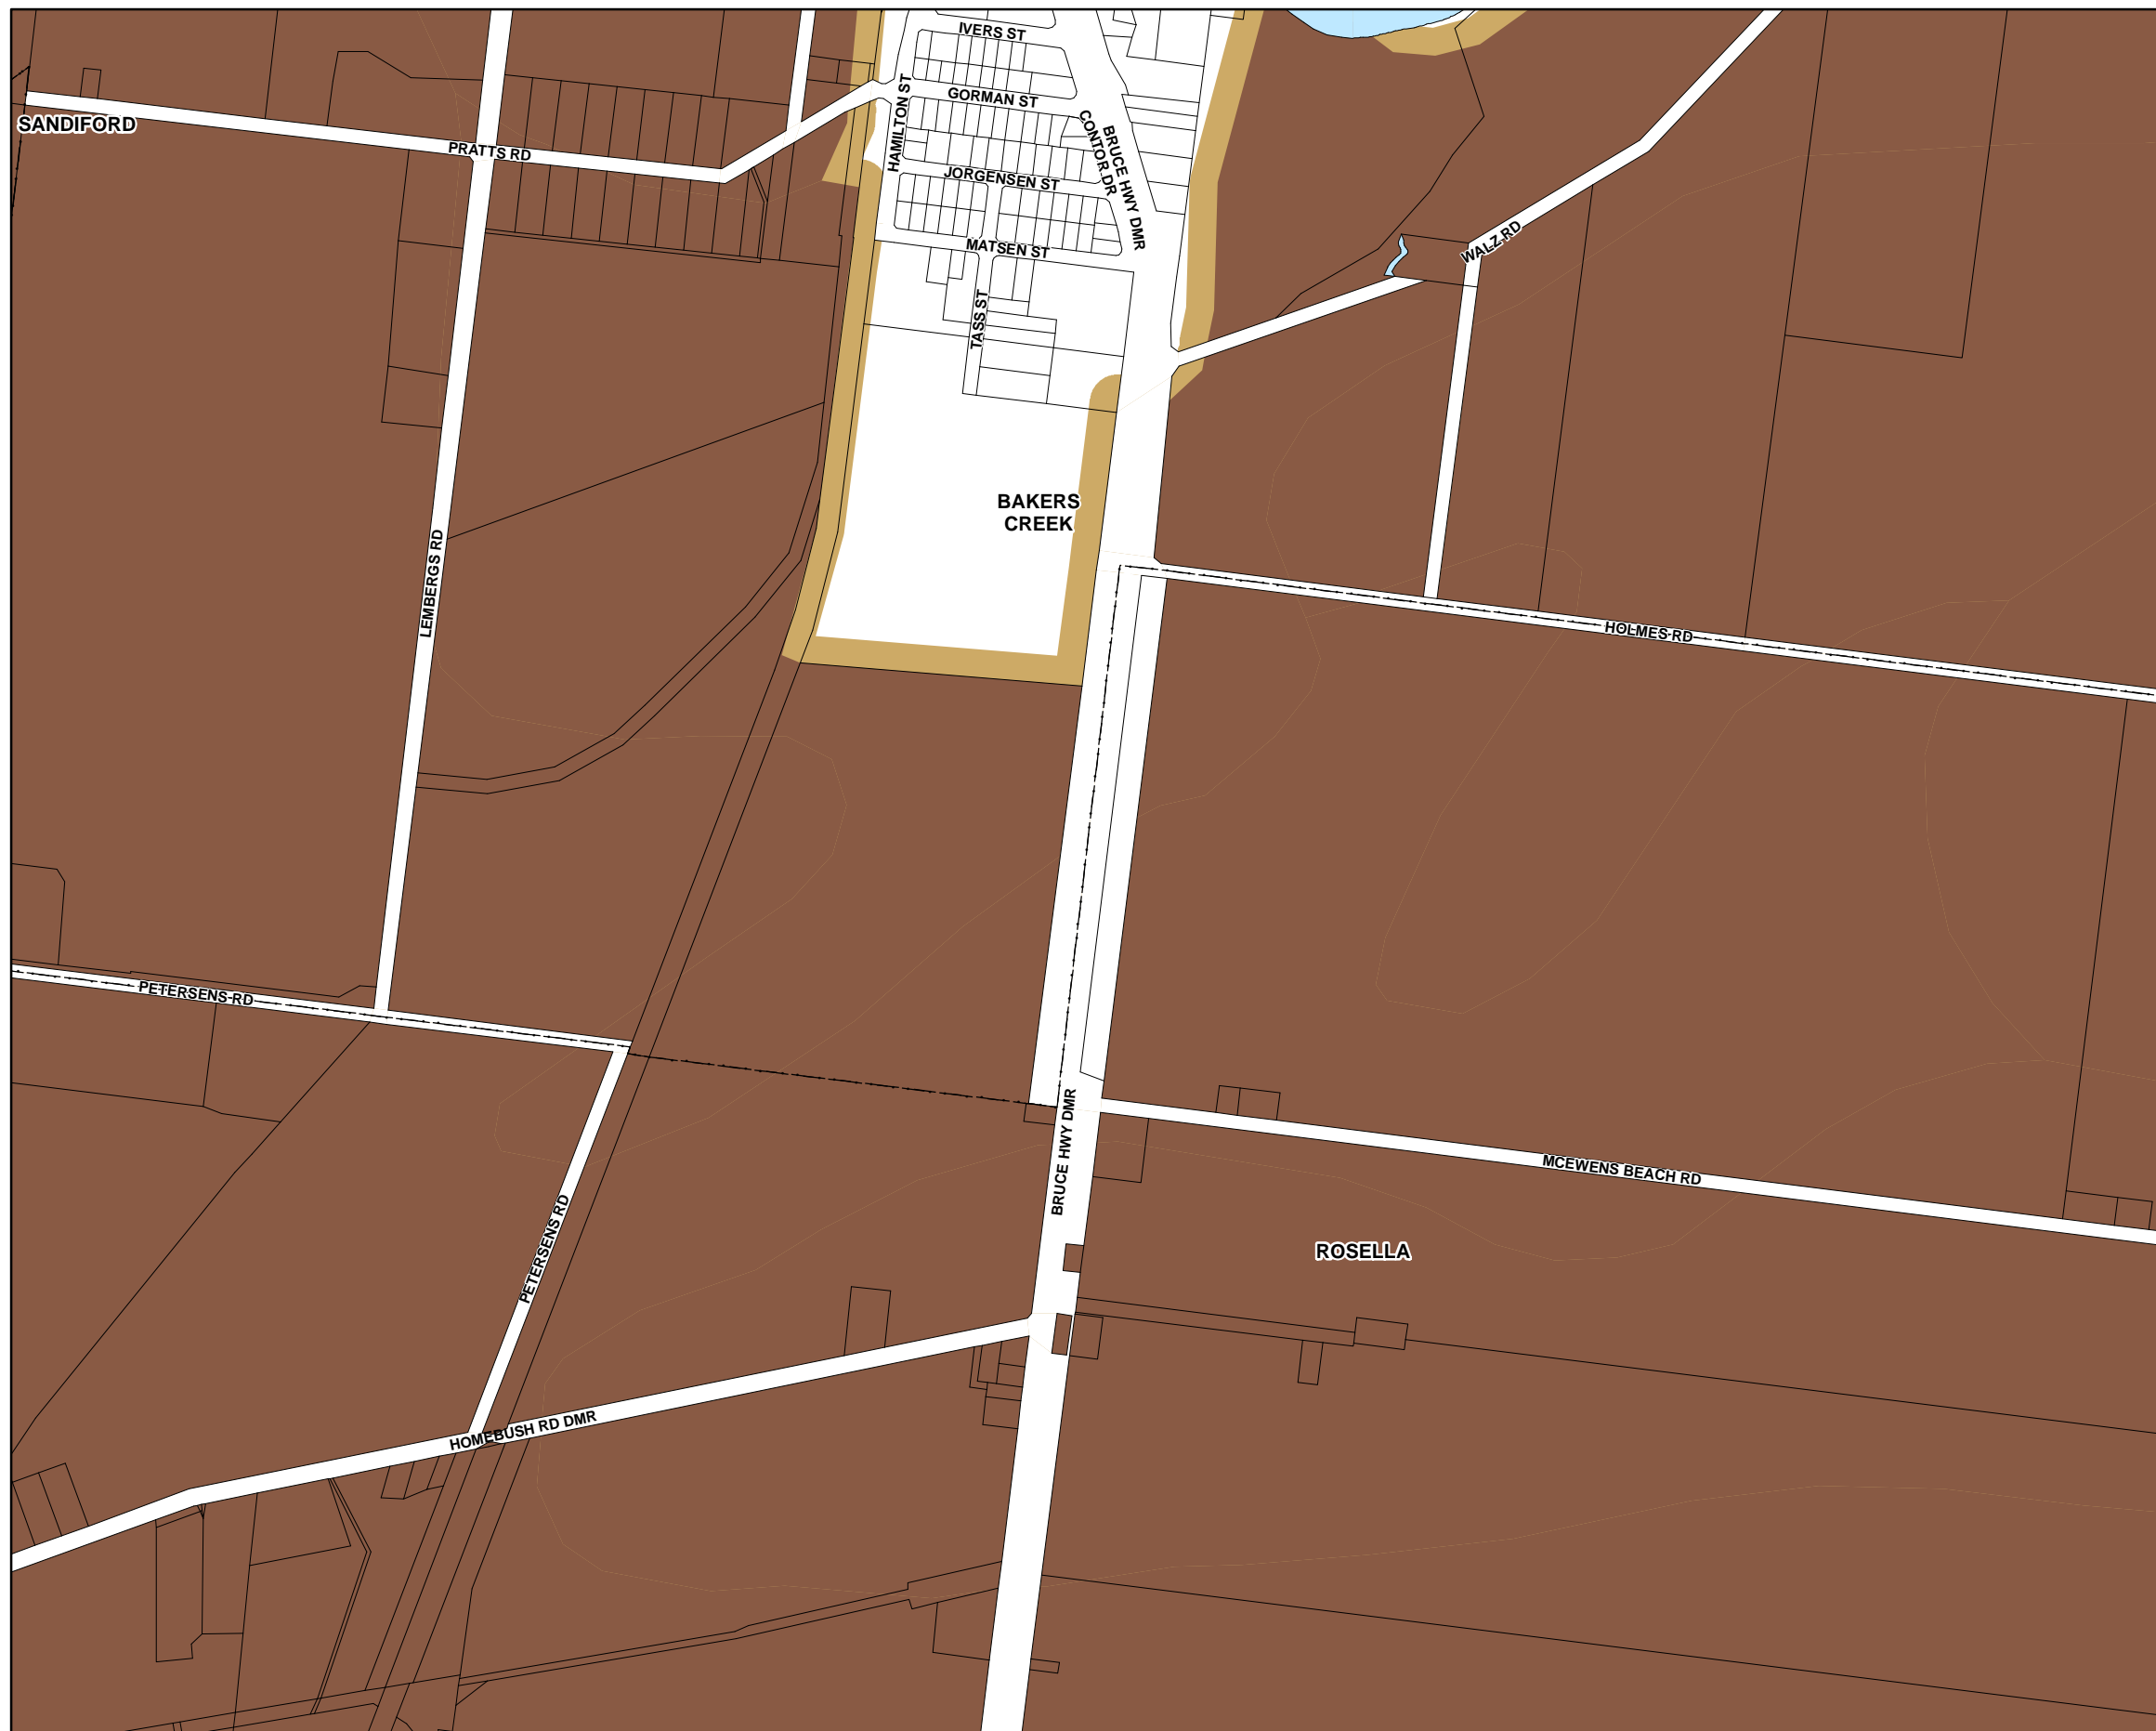 IVERS ST
GORMAN ST
HAMILTON ST
CONTOR DR
BRUCE HWY DMR
SANDIFORD
PRATTS RD
JORGENSEN ST
MATSEN ST
WALZ RD
TASS ST
BAKERS
CREEK
LEMBERGS RD
HOLMES RD
PETERSENS RD
BRUCE HWY DMR
MCEWENS BEACH RD
PETERSENS RD
ROSELLA
HOMEBUSH RD DMR